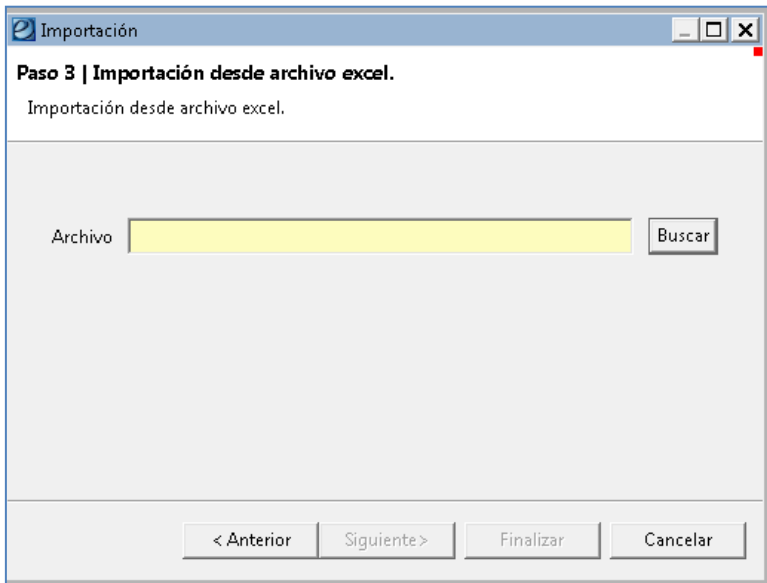 Importación
Paso 3 | Importación desde archivo excel.
Importación desde archivo excel.
Archivo
Buscar
< Anterior
Siguiente>
Finalizar
Cancelar